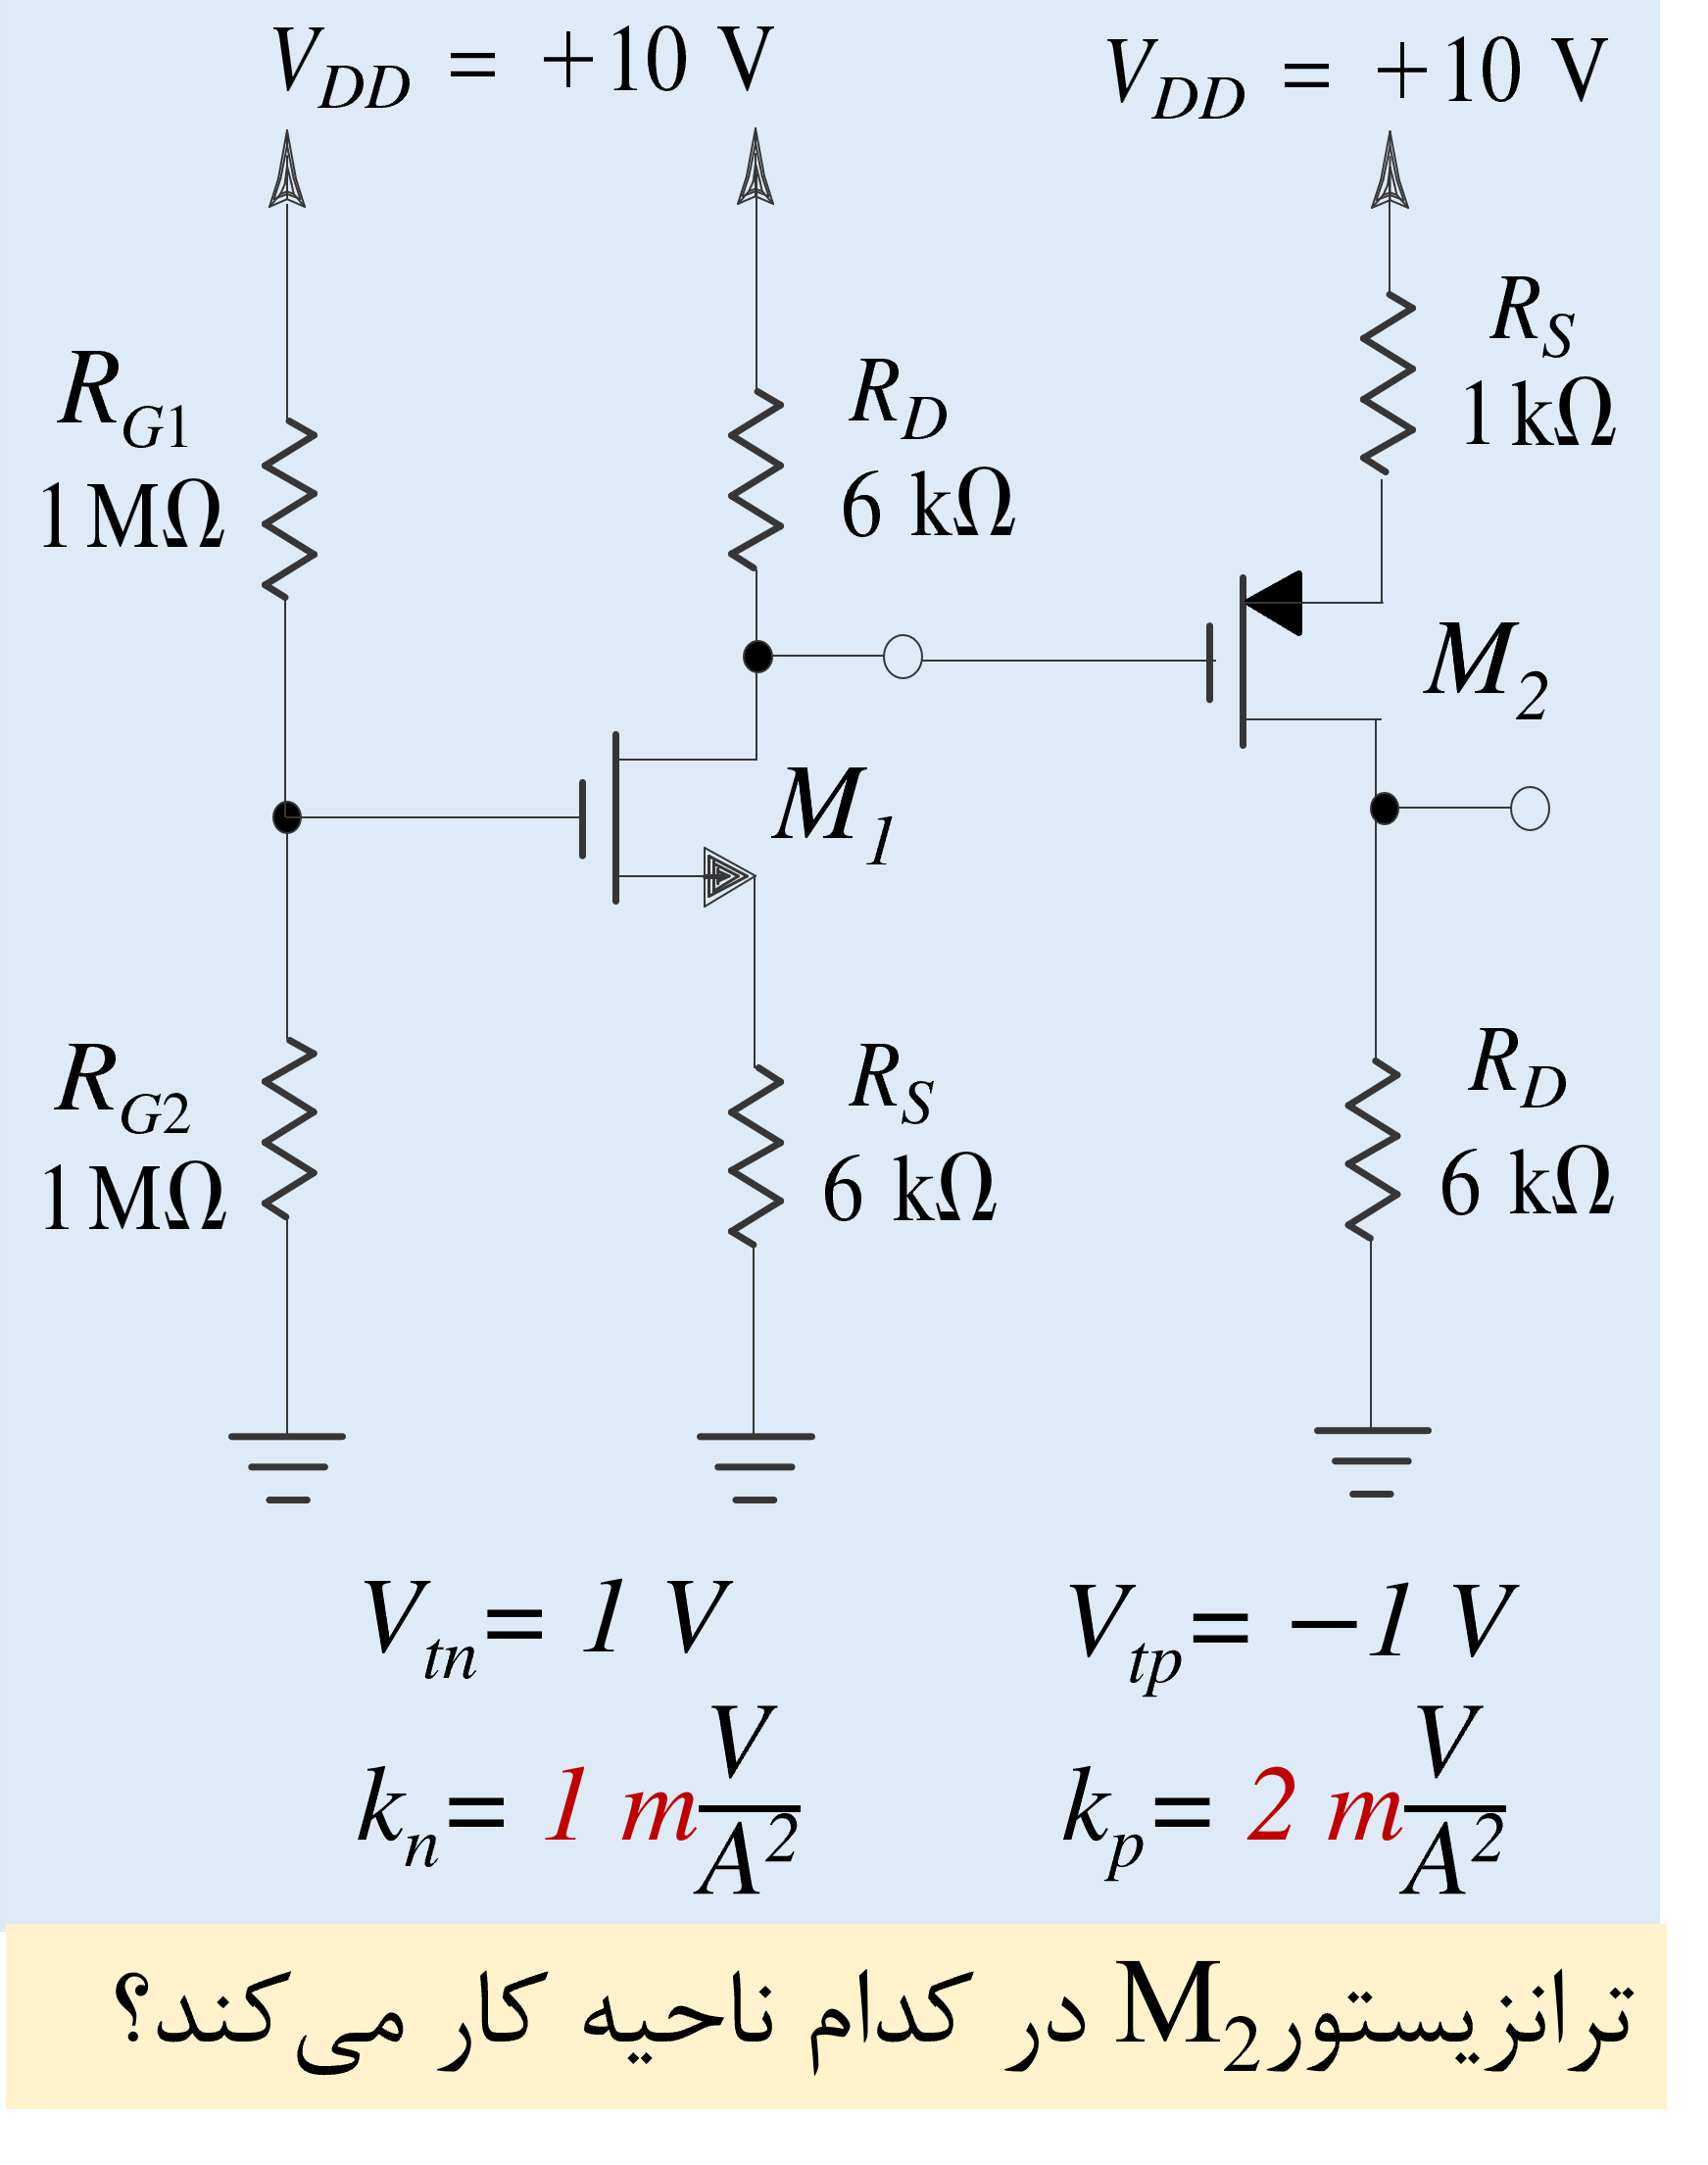 V_DD = +10 V
V_DD = +10 V
R_G1
1 MΩ
R_D
6 kΩ
R_S
1 kΩ
M_1
M_2
R_G2
1 MΩ
R_S
6 kΩ
R_D
6 kΩ
V_tn= 1 V
V_tp= −1 V
k_n= 1 m V/A²
k_p= 2 m V/A²
ترانزیستور M₂ در کدام ناحیه کار می‌کند؟